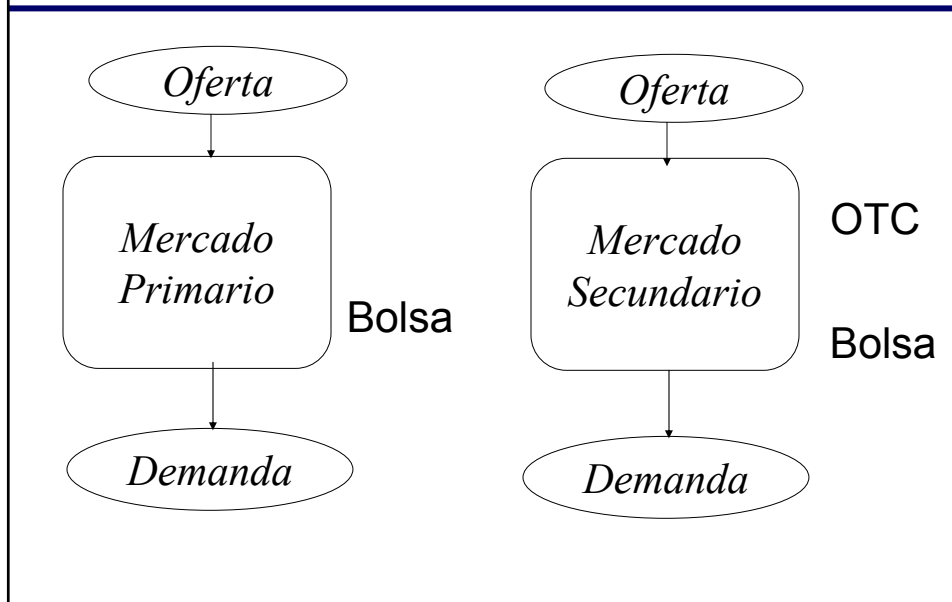 Oferta
Mercado
Primario
Bolsa
Demanda
Oferta
Mercado
Secundario
OTC
Bolsa
Demanda